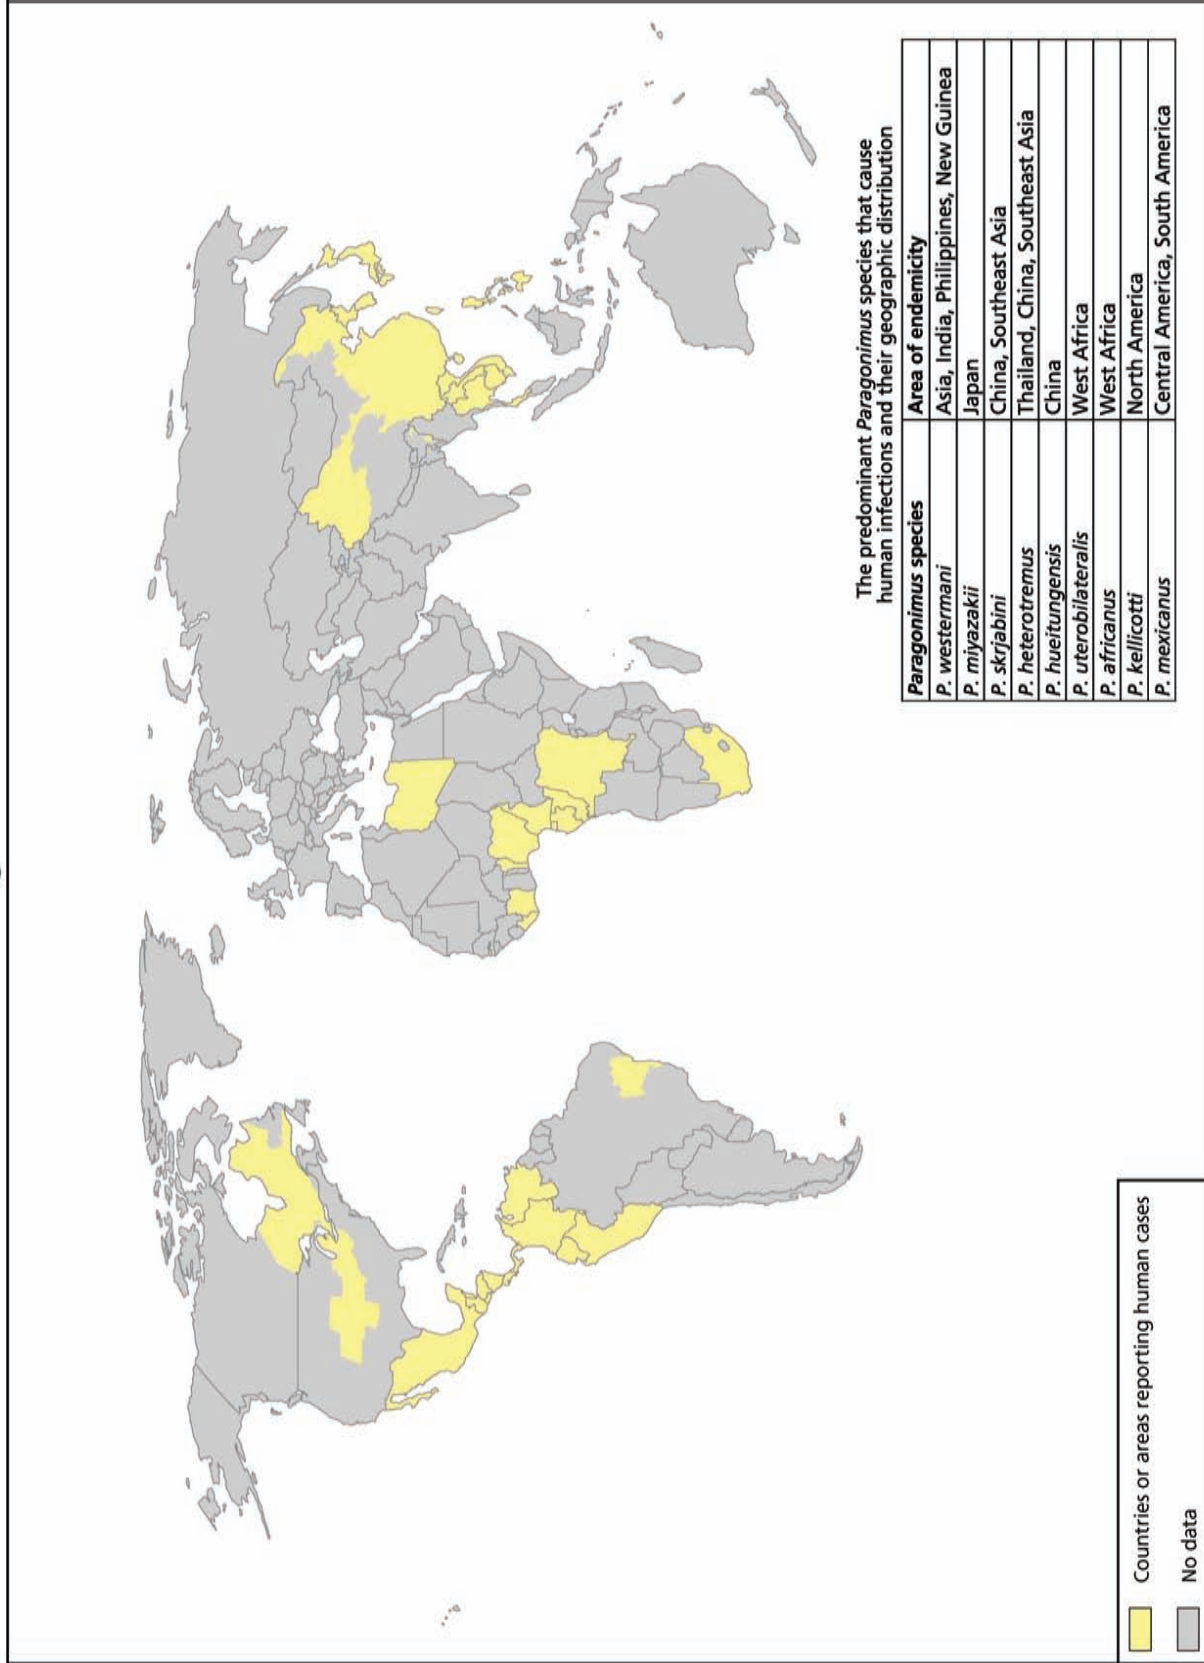 The predominant Paragonimus species that cause
human infections and their geographic distribution
Paragonimus species Area of endemicity
P. westermani Asia, India, Philippines, New Guinea
P. miyazakii Japan
P. skrjabini China, Southeast Asia
P. heterotremus Thailand, China, Southeast Asia
P. hueitungensis China
P. uterobilateralis West Africa
P. africanus West Africa
P. kellicotti North America
P. mexicanus Central America, South America
Countries or areas reporting human cases
No data